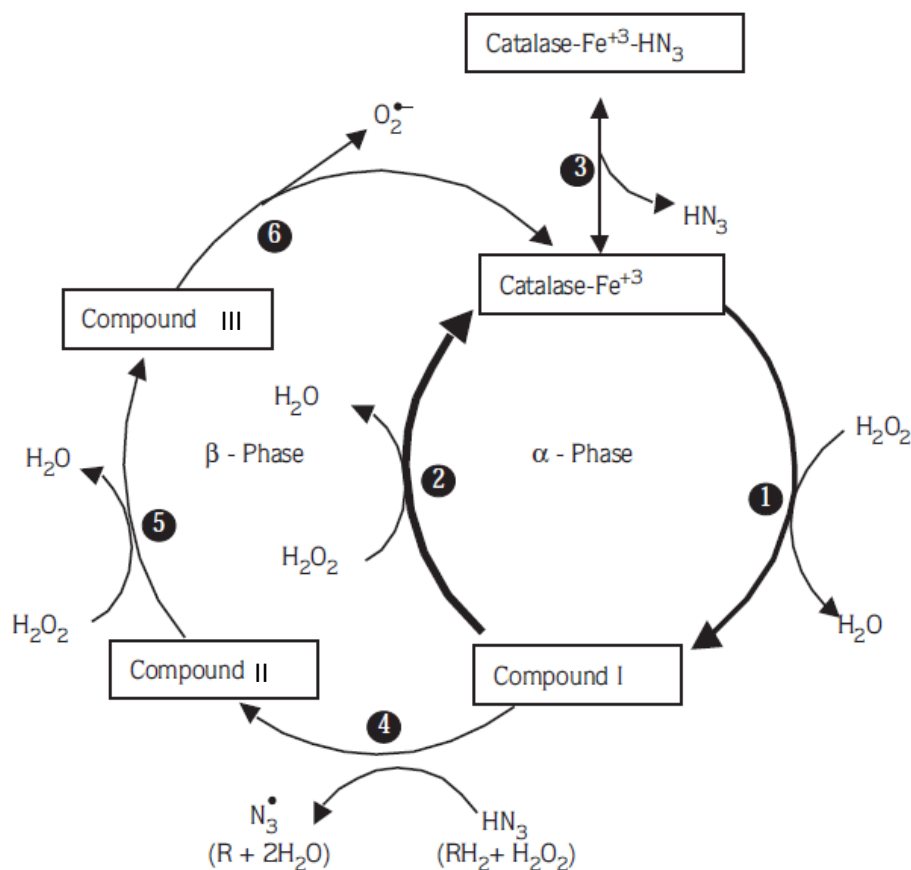 Catalase-Fe⁺³-HN₃
O₂•–
3
HN₃
6
Catalase-Fe⁺³
Compound III
H₂O
H₂O₂
β - Phase
α - Phase
H₂O
2
1
5
H₂O₂
H₂O₂
H₂O
Compound II
Compound I
4
N₃•
HN₃
(R + 2H₂O)
(RH₂+ H₂O₂)